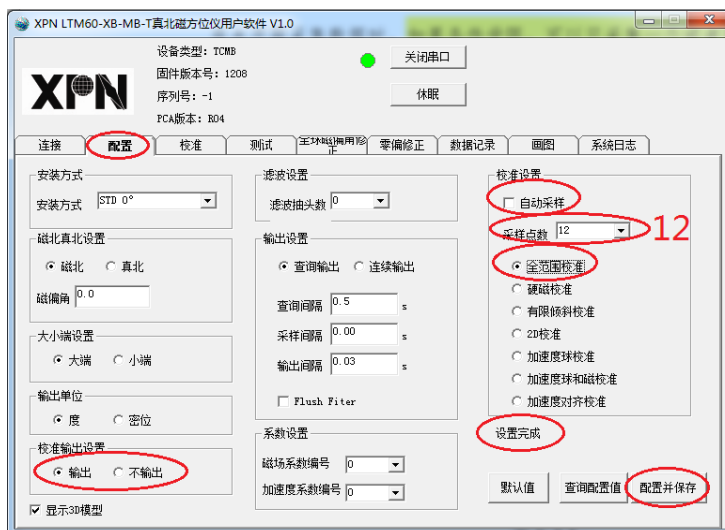 XPN LTM60-XB-MB-T真北磁方位仪用户软件 V1.0
XPN
设备类型: TCMB
固件版本号: 1208
序列号: -1
PCA版本: R04
关闭串口
休眠
连接 配置 校准 测试 零偏修正 数据记录 画图 系统日志
安装方式
安装方式 STD 0°
磁北真北设置
磁北 真北
磁偏角 0.0
大小端设置
大端 小端
输出单位
度 密位
校准输出设置
输出 不输出
显示3D模型
滤波设置
滤波抽头数 0
输出设置
查询输出 连续输出
查询间隔 0.5 s
采样间隔 0.00 s
输出间隔 0.03 s
Flush Fiter
系数设置
磁场系数编号 0
加速度系数编号 0
校准设置
自动采样
采样点数 12 12
全范围校准
硬磁校准
有限倾斜校准
2D校准
加速度球校准
加速度球和磁校准
加速度对齐校准
设置完成
默认值 查询配置值 配置并保存